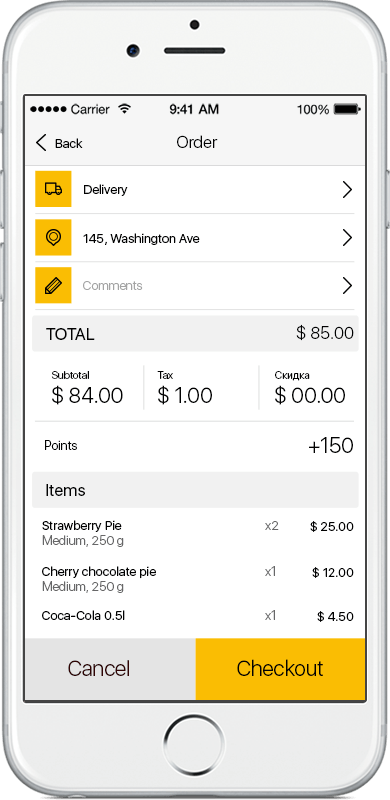 Carrier 9:41 AM 100%
Back Order
Delivery
145, Washington Ave
Comments
TOTAL $ 85.00
Subtotal Tax Скидка
$ 84.00 $ 1.00 $ 00.00
Points +150
Items
Strawberry Pie x2 $ 25.00
Medium, 250 g
Cherry chocolate pie x1 $ 12.00
Medium, 250 g
Coca-Cola 0.5l x1 $ 4.50
Cancel Checkout